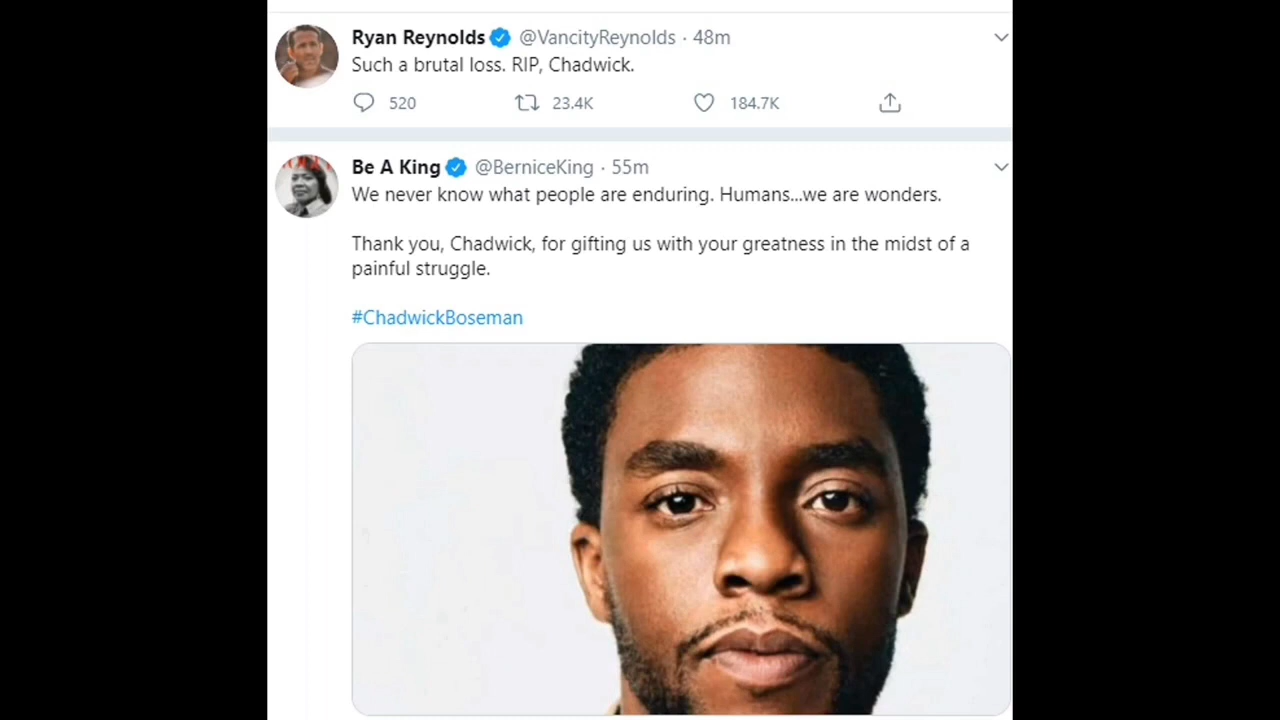 Ryan Reynolds @VancityReynolds · 48m
Such a brutal loss. RIP, Chadwick.
520 23.4K 184.7K
Be A King @BerniceKing · 55m
We never know what people are enduring. Humans...we are wonders.
Thank you, Chadwick, for gifting us with your greatness in the midst of a
painful struggle.
#ChadwickBoseman